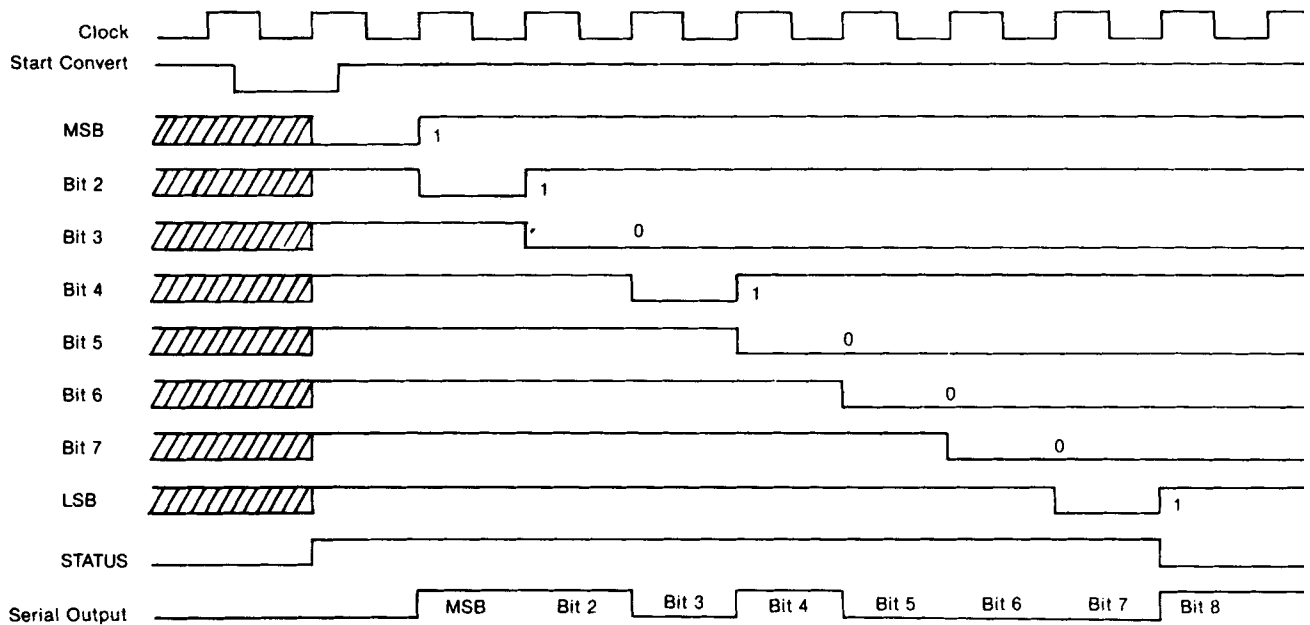 Clock
Start Convert
MSB 1
Bit 2 1
Bit 3 0
Bit 4 1
Bit 5 0
Bit 6 0
Bit 7 0
LSB 1
STATUS
Serial Output MSB Bit 2 Bit 3 Bit 4 Bit 5 Bit 6 Bit 7 Bit 8